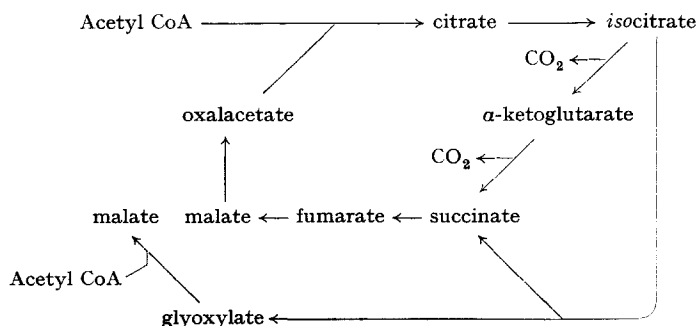 Acetyl CoA citrate isocitrate
CO₂
oxalacetate α-ketoglutarate
CO₂
malate malate fumarate succinate
Acetyl CoA
glyoxylate